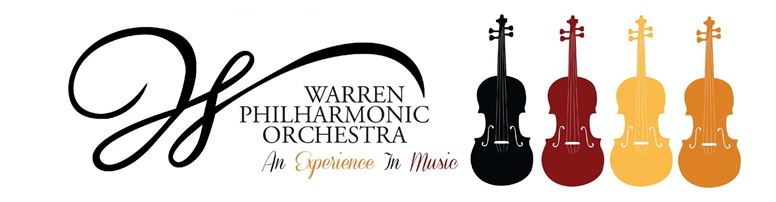 WARREN
PHILHARMONIC
ORCHESTRA
An Experience In Music